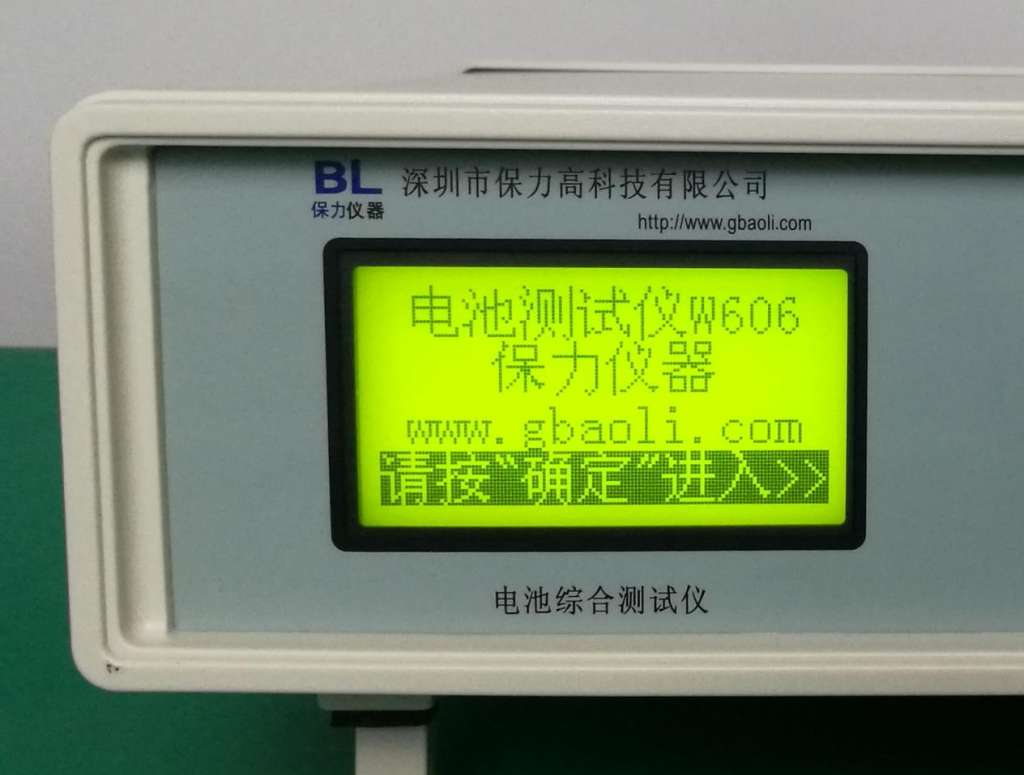 BL 深圳市保力高科技有限公司
保力仪器
http://www.gbaoli.com
电池测试仪W606
保力仪器
www.gbaoli.com
请按“确定”进入>>
电池综合测试仪